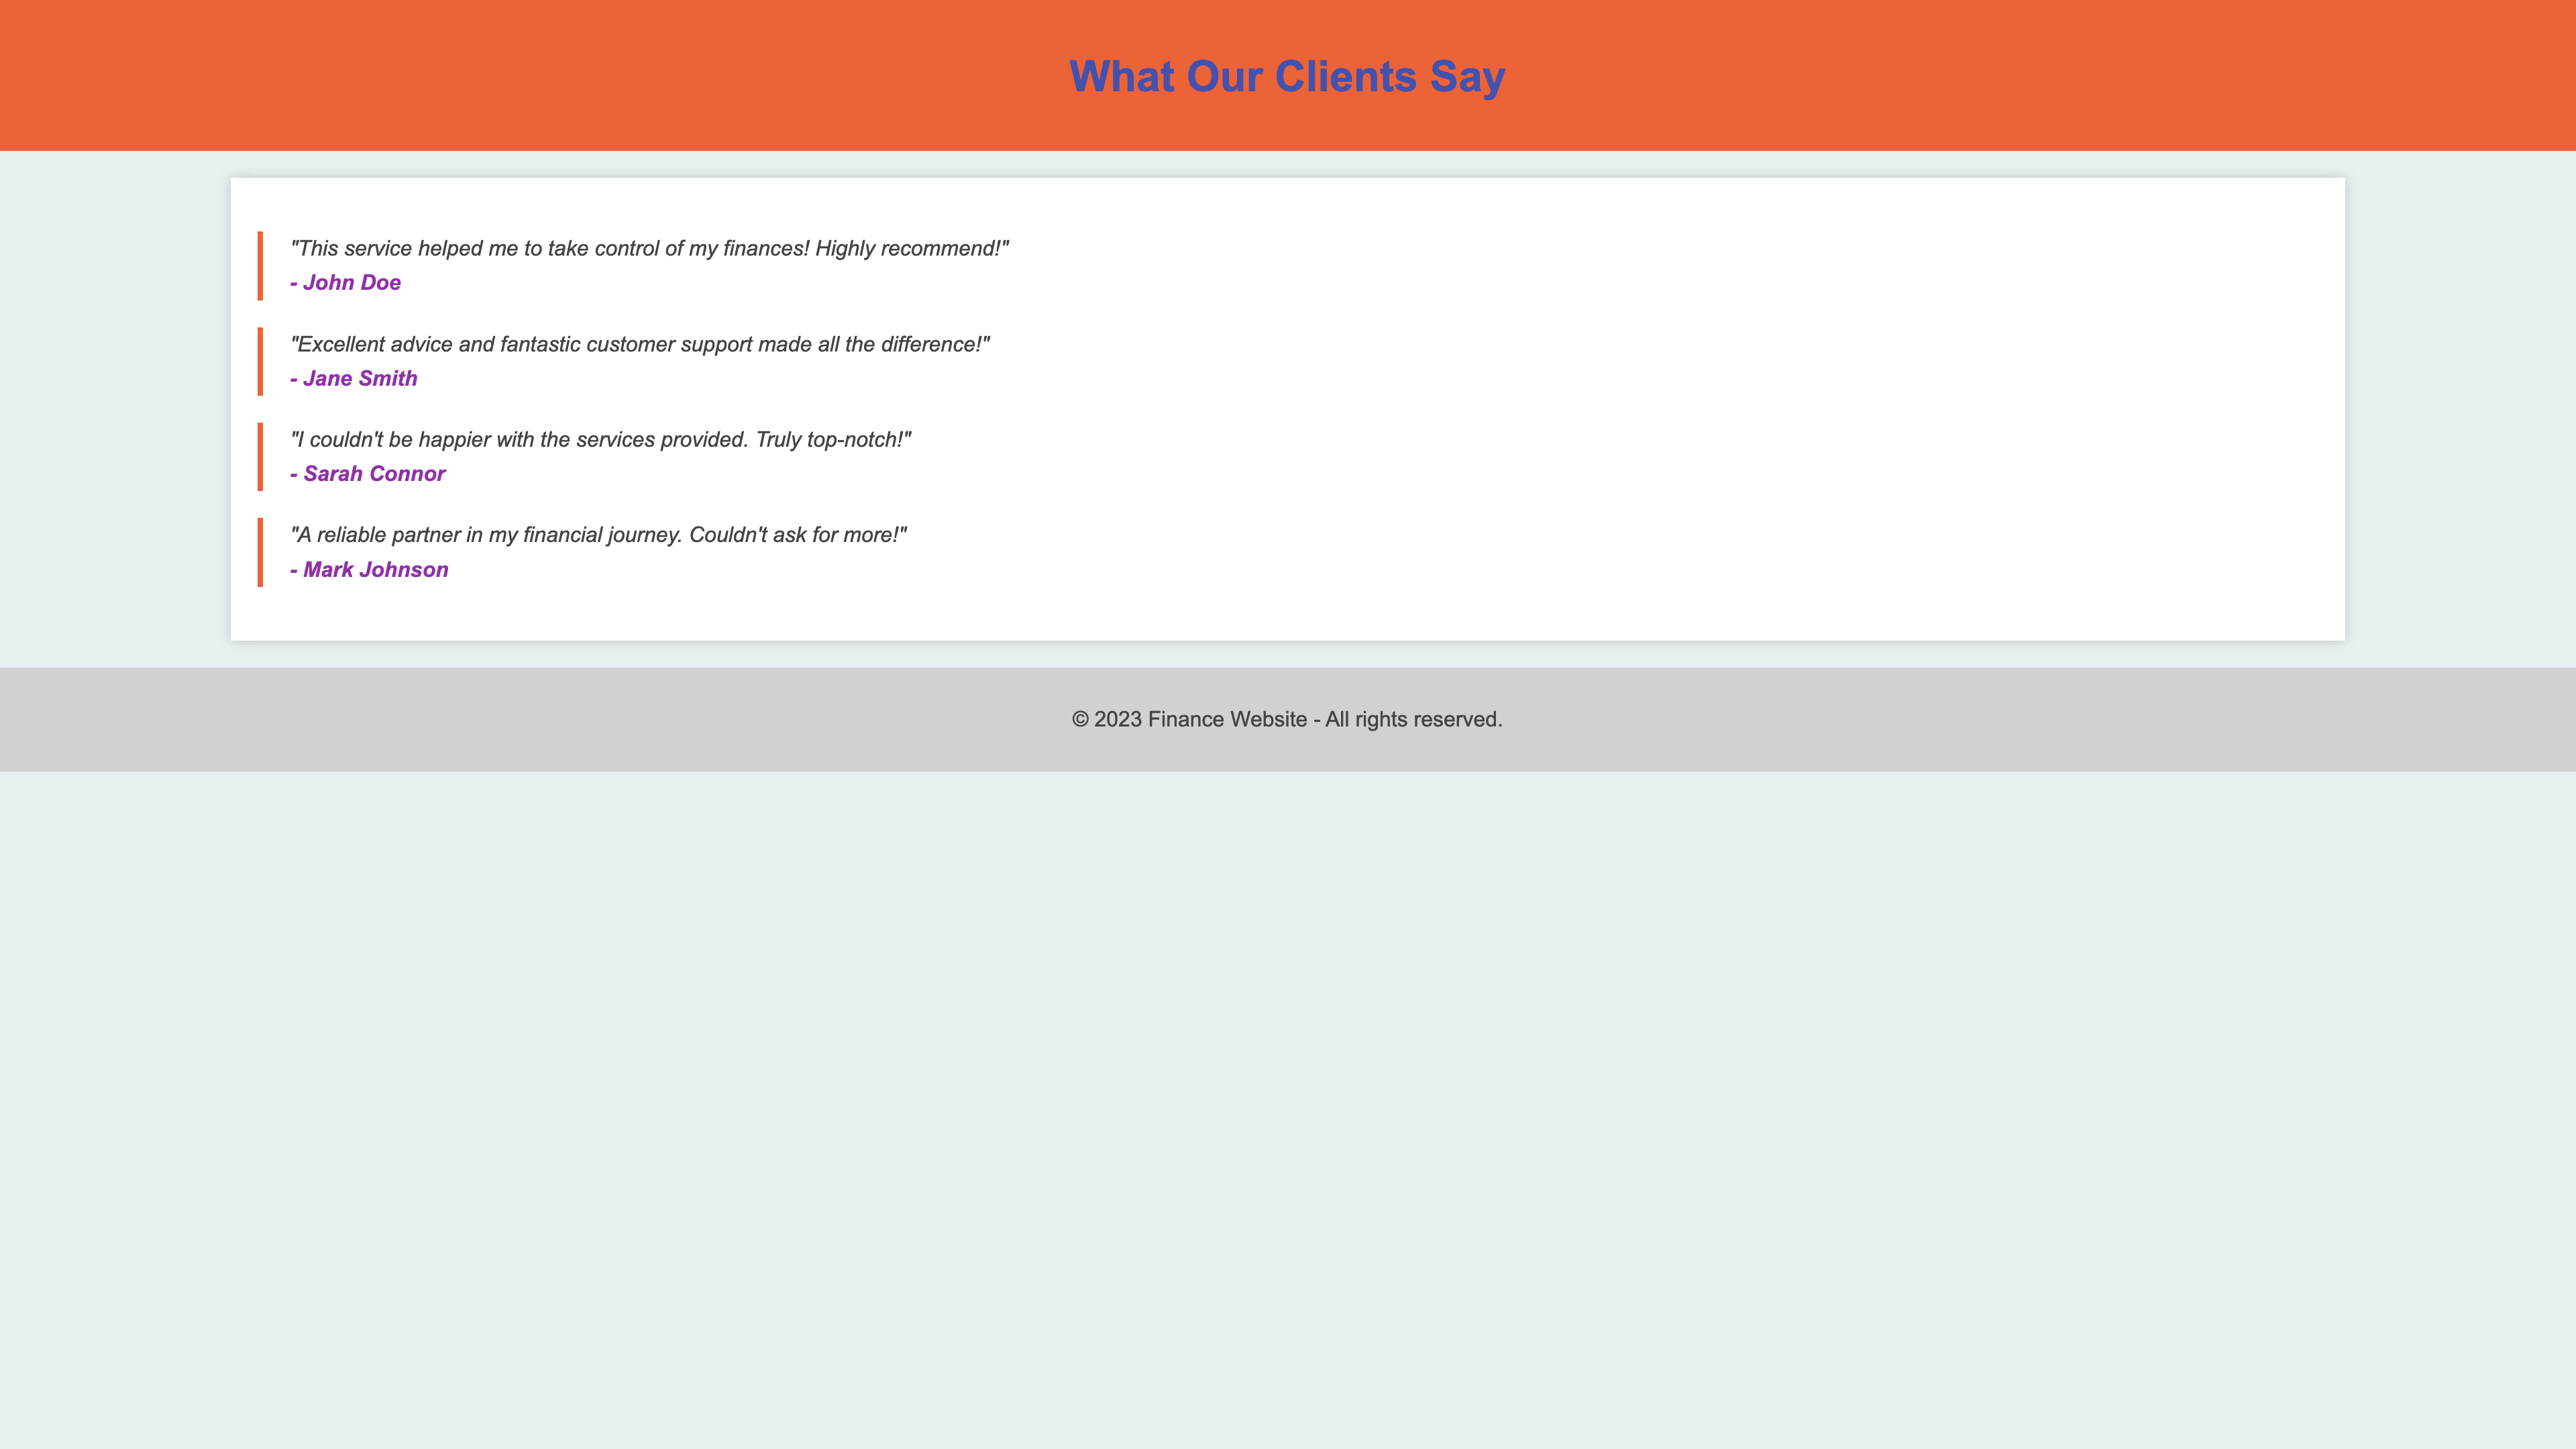 What Our Clients Say
"This service helped me to take control of my finances! Highly recommend!"
- John Doe
"Excellent advice and fantastic customer support made all the difference!"
- Jane Smith
"I couldn't be happier with the services provided. Truly top-notch!"
- Sarah Connor
"A reliable partner in my financial journey. Couldn't ask for more!"
- Mark Johnson
© 2023 Finance Website - All rights reserved.